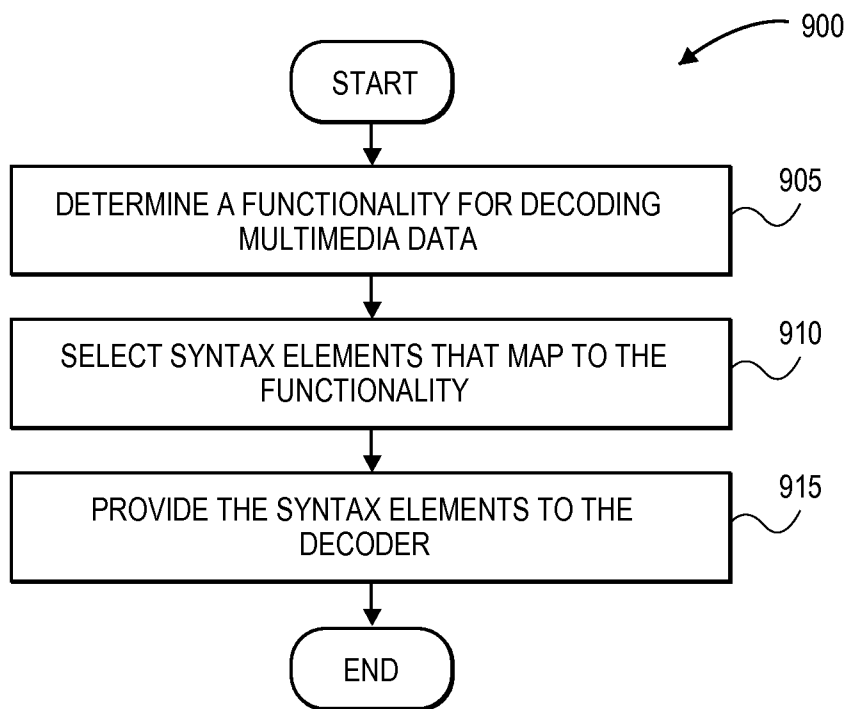 900
START
905
DETERMINE A FUNCTIONALITY FOR DECODING
MULTIMEDIA DATA
910
SELECT SYNTAX ELEMENTS THAT MAP TO THE
FUNCTIONALITY
915
PROVIDE THE SYNTAX ELEMENTS TO THE
DECODER
END